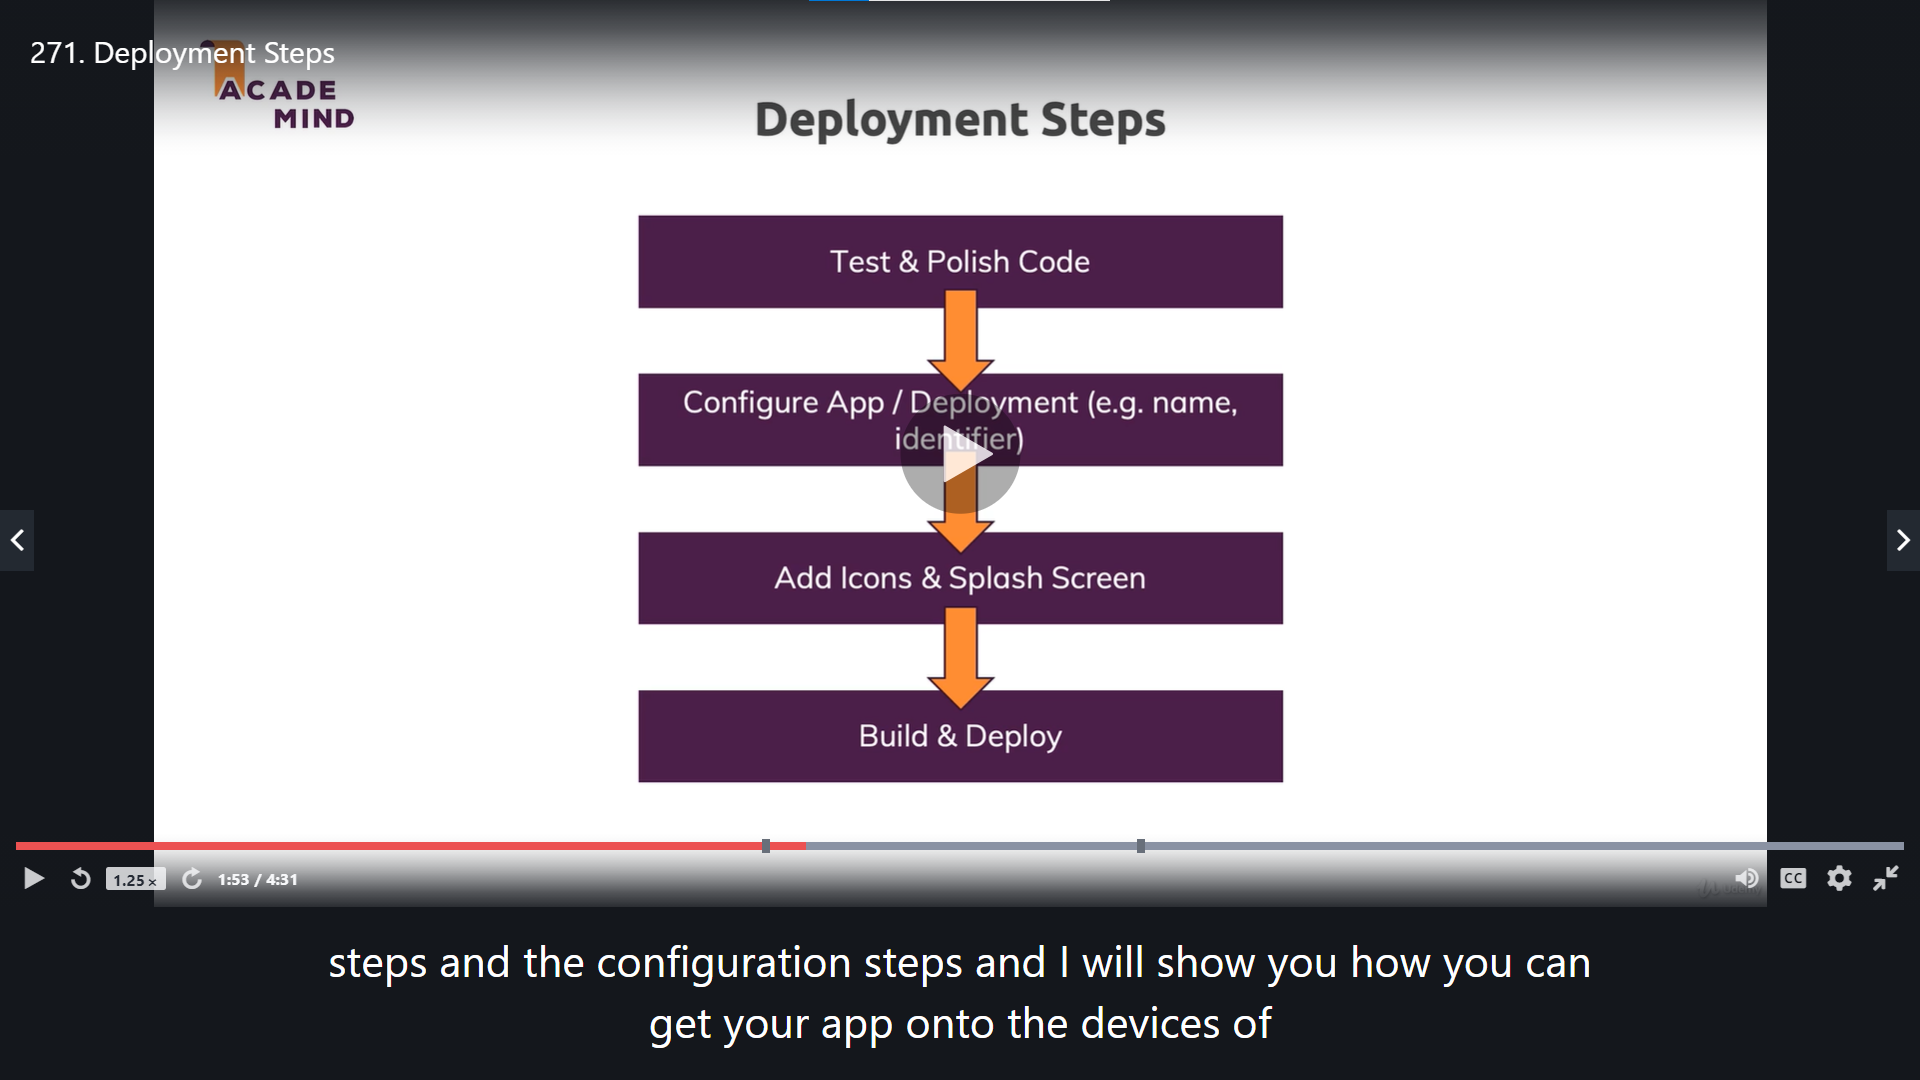 271. Deployment Steps
ACADE
MIND
Deployment Steps
Test & Polish Code
Configure App / Deployment (e.g. name,
identifier)
Add Icons & Splash Screen
Build & Deploy
1.25×
1:53 / 4:31
CC
steps and the configuration steps and I will show you how you can
get your app onto the devices of